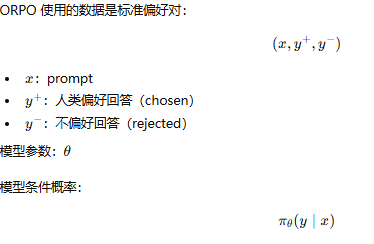 ORPO 使用的数据是标准偏好对：
(x, y⁺, y⁻)
• x：prompt
• y⁺：人类偏好回答（chosen）
• y⁻：不偏好回答（rejected）
模型参数：θ
模型条件概率：
π_θ(y | x)